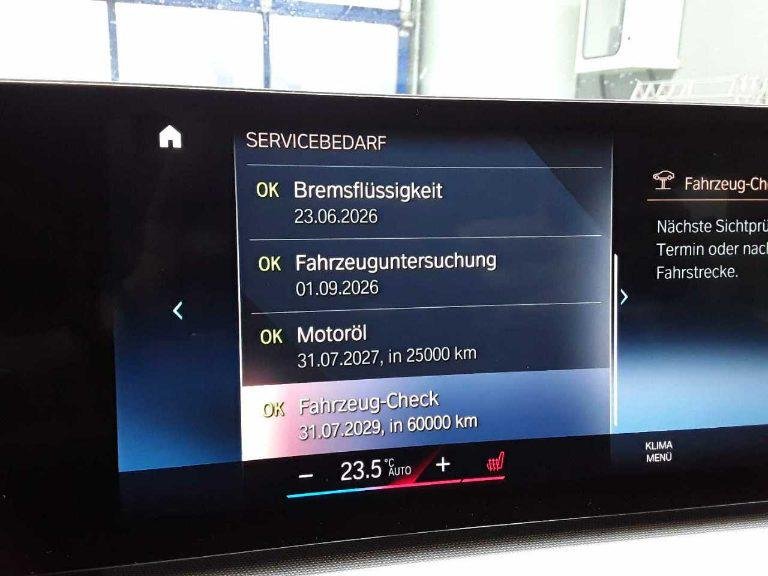 SERVICEBEDARF
OK Bremsflüssigkeit
23.06.2026
OK Fahrzeuguntersuchung
01.09.2026
OK Motoröl
31.07.2027, in 25000 km
OK Fahrzeug-Check
31.07.2029, in 60000 km
Fahrzeug-Ch
Nächste Sichtprü
Termin oder nach
Fahrstrecke.
− 23.5 °C AUTO +
KLIMA
MENÜ